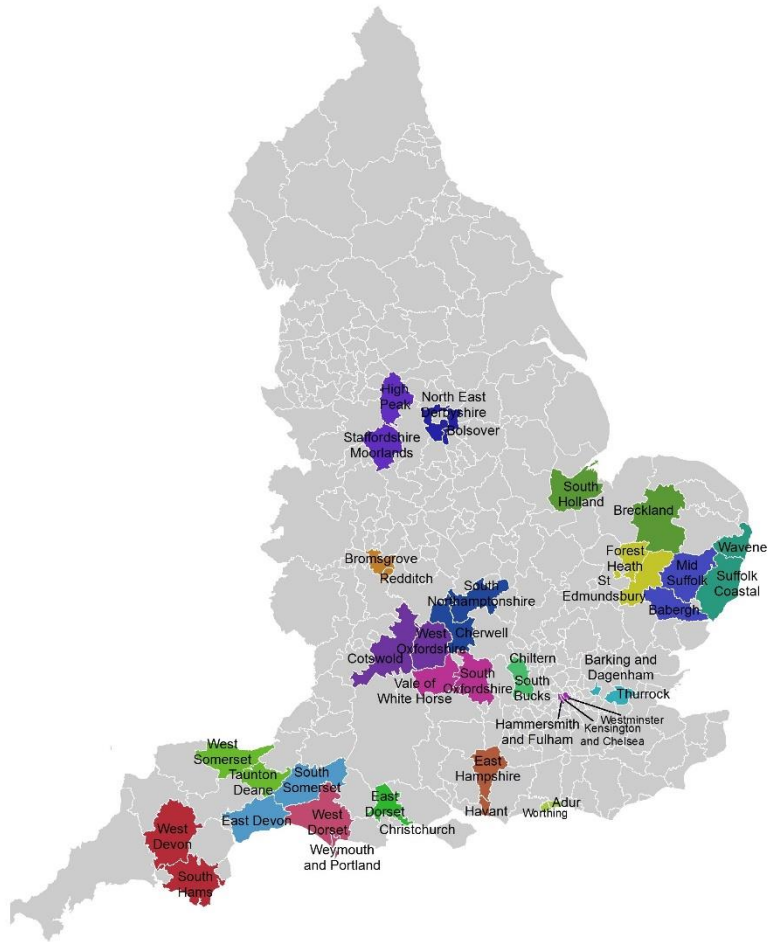 High
Peak
North East
Derbyshire
Bolsover
Staffordshire
Moorlands
South
Holland
Breckland
Forest
Heath
St
Edmundsbury
Mid
Suffolk
Babergh
Wavene
Suffolk
Coastal
Bromsgrove
Redditch
South
Northamptonshire
West
Oxfordshire
Cherwell
Cotswold
Vale of
White Horse
South
Oxfordshire
Chiltern
South
Bucks
Barking and
Dagenham
Thurrock
Hammersmith
and Fulham
Westminster
Kensington
and Chelsea
West
Somerset
Taunton
Deane
South
Somerset
East Devon
West
Dorset
East
Dorset
Christchurch
Weymouth
and Portland
East
Hampshire
Havant
Adur
Worthing
West
Devon
South
Hams